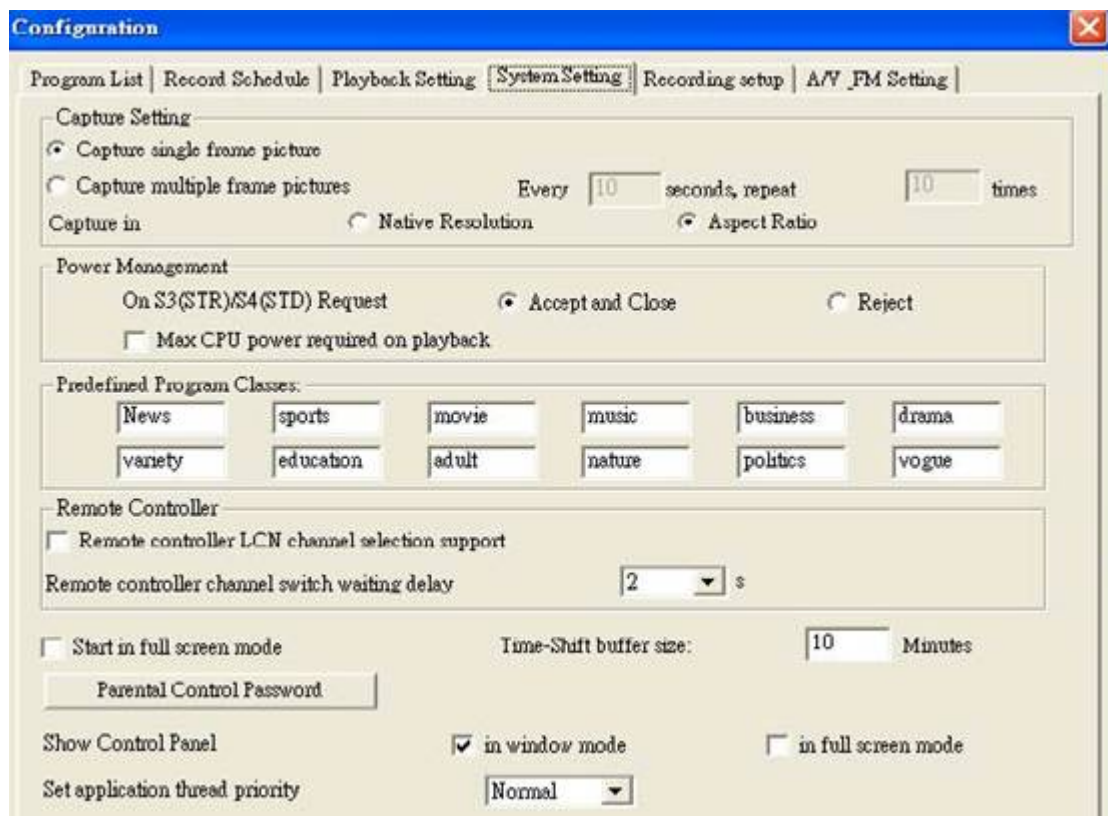 Configuration
Program List Record Schedule Playback Setting System Setting Recording setup A/V_FM Setting
Capture Setting
Capture single frame picture
Capture multiple frame pictures Every 10 seconds, repeat 10 times
Capture in Native Resolution Aspect Ratio
Power Management
On S3(STR)/S4(STD) Request Accept and Close Reject
Max CPU power required on playback
Predefined Program Classes:
News sports movie music business drama
variety education adult nature politics vogue
Remote Controller
Remote controller LCN channel selection support
Remote controller channel switch waiting delay 2 s
Start in full screen mode Time-Shift buffer size: 10 Minutes
Parental Control Password
Show Control Panel in window mode in full screen mode
Set application thread priority Normal